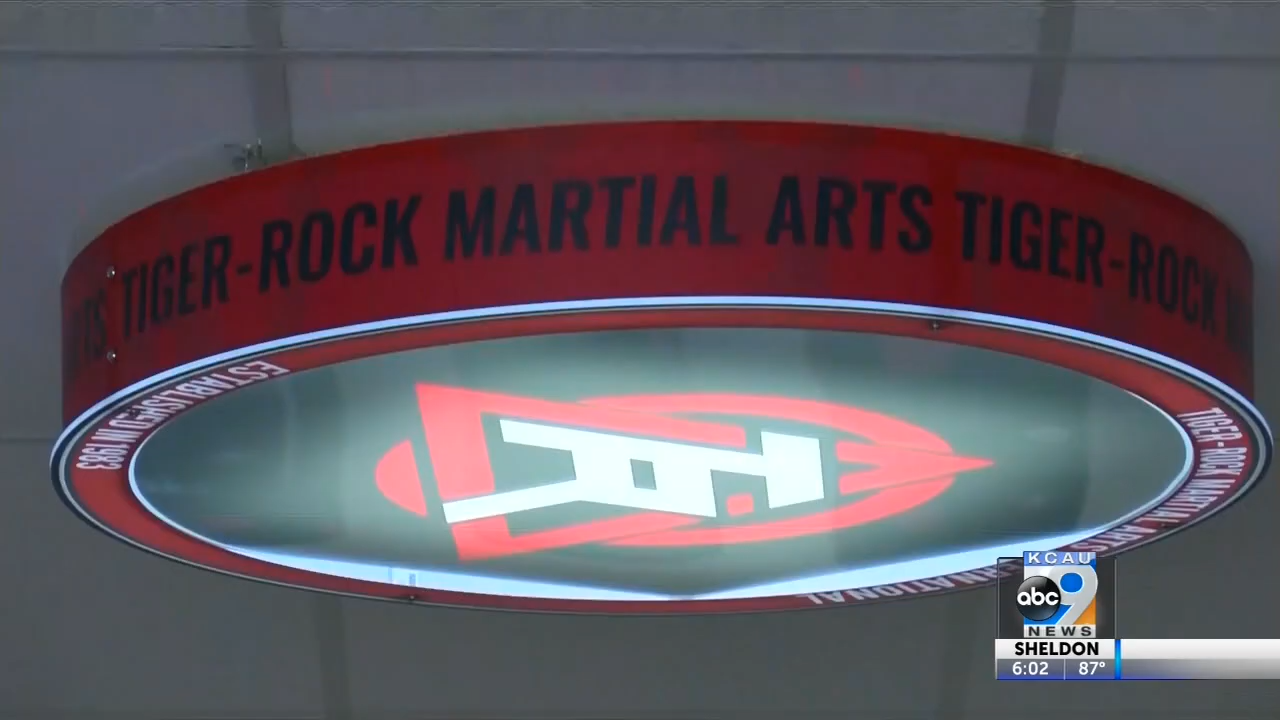 TIGER-ROCK MARTIAL ARTS TIGER-ROCK
ESTABLISHED IN 1983
TIGER-ROCK MARTIAL ARTS
KCAU
abc 9
NEWS
SHELDON
6:02 87°